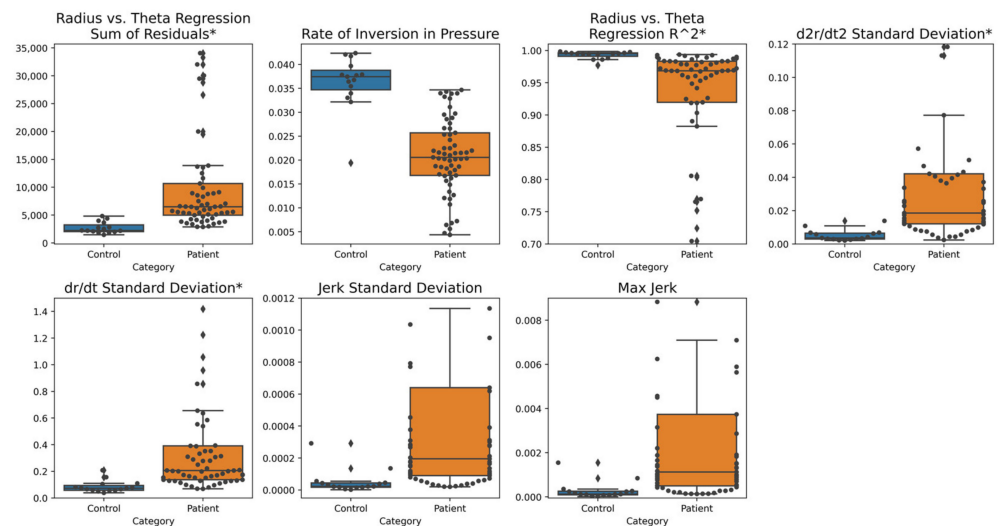 Radius vs. Theta Regression
Sum of Residuals*
35,000
30,000
25,000
20,000
15,000
10,000
5,000
0
Control
Patient
Category
Rate of Inversion in Pressure
0.040
0.035
0.030
0.025
0.020
0.015
0.010
0.005
Control
Patient
Category
Radius vs. Theta
Regression R^2*
1.00
0.95
0.90
0.85
0.80
0.75
0.70
Control
Patient
Category
d2r/dt2 Standard Deviation*
0.12
0.10
0.08
0.06
0.04
0.02
0.00
Control
Patient
Category
dr/dt Standard Deviation*
1.4
1.2
1.0
0.8
0.6
0.4
0.2
0.0
Control
Patient
Category
Jerk Standard Deviation
0.0012
0.0010
0.0008
0.0006
0.0004
0.0002
0.0000
Control
Patient
Category
Max Jerk
0.008
0.006
0.004
0.002
0.000
Control
Patient
Category